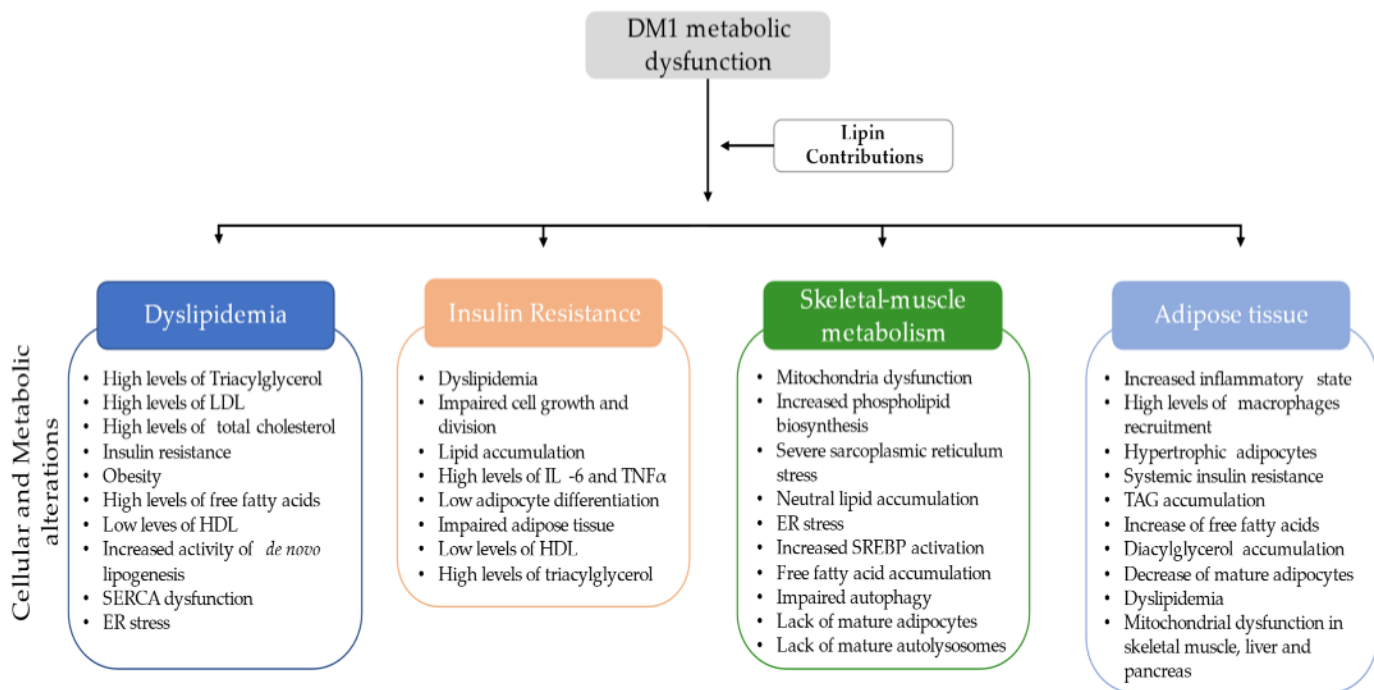 DM1 metabolic
dysfunction
Lipin
Contributions
Cellular and Metabolic
alterations
Dyslipidemia
• High levels of Triacylglycerol
• High levels of LDL
• High levels of total cholesterol
• Insulin resistance
• Obesity
• High levels of free fatty acids
• Low leves of HDL
• Increased activity of de novo
lipogenesis
• SERCA dysfunction
• ER stress
Insulin Resistance
• Dyslipidemia
• Impaired cell growth and
division
• Lipid accumulation
• High levels of IL -6 and TNFα
• Low adipocyte differentiation
• Impaired adipose tissue
• Low levels of HDL
• High levels of triacylglycerol
Skeletal-muscle
metabolism
• Mitochondria dysfunction
• Increased phospholipid
biosynthesis
• Severe sarcoplasmic reticulum
stress
• Neutral lipid accumulation
• ER stress
• Increased SREBP activation
• Free fatty acid accumulation
• Impaired autophagy
• Lack of mature adipocytes
• Lack of mature autolysosomes
Adipose tissue
• Increased inflammatory state
• High levels of macrophages
recruitment
• Hypertrophic adipocytes
• Systemic insulin resistance
• TAG accumulation
• Increase of free fatty acids
• Diacylglycerol accumulation
• Decrease of mature adipocytes
• Dyslipidemia
• Mitochondrial dysfunction in
skeletal muscle, liver and
pancreas